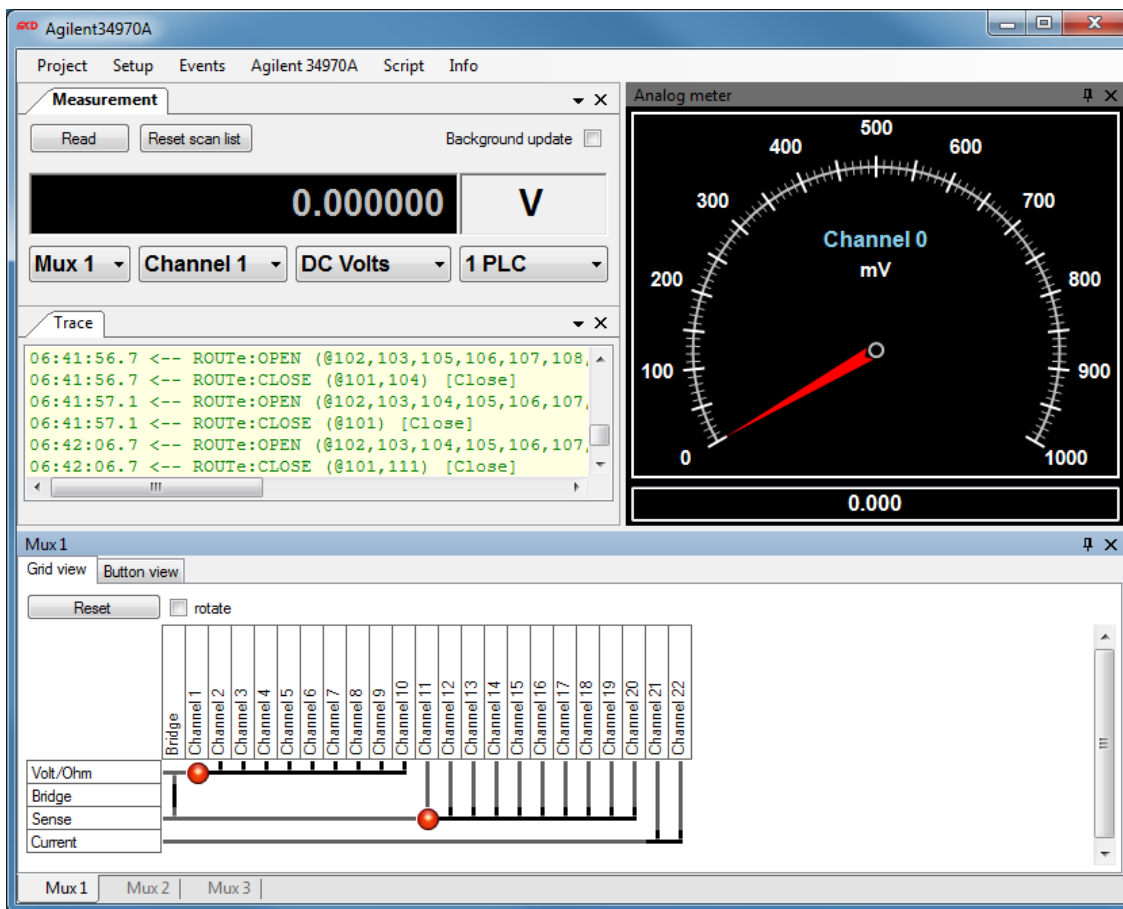 Agilent34970A
Project Setup Events Agilent 34970A Script Info
Measurement
Read Reset scan list Background update
0.000000 V
Mux 1 Channel 1 DC Volts 1 PLC
Trace
06:41:56.7 <-- ROUTe:OPEN (@102,103,105,106,107,108,
06:41:56.7 <-- ROUTe:CLOSE (@101,104) [Close]
06:41:57.1 <-- ROUTe:OPEN (@102,103,104,105,106,107,
06:41:57.1 <-- ROUTe:CLOSE (@101) [Close]
06:42:06.7 <-- ROUTe:OPEN (@102,103,104,105,106,107,
06:42:06.7 <-- ROUTe:CLOSE (@101,111) [Close]
Analog meter
0
100
200
300
400
500
600
700
800
900
1000
Channel 0
mV
0.000
Mux 1
Grid view Button view
Reset rotate
Bridge
Channel 1
Channel 2
Channel 3
Channel 4
Channel 5
Channel 6
Channel 7
Channel 8
Channel 9
Channel 10
Channel 11
Channel 12
Channel 13
Channel 14
Channel 15
Channel 16
Channel 17
Channel 18
Channel 19
Channel 20
Channel 21
Channel 22
Volt/Ohm
Bridge
Sense
Current
Mux 1 Mux 2 Mux 3